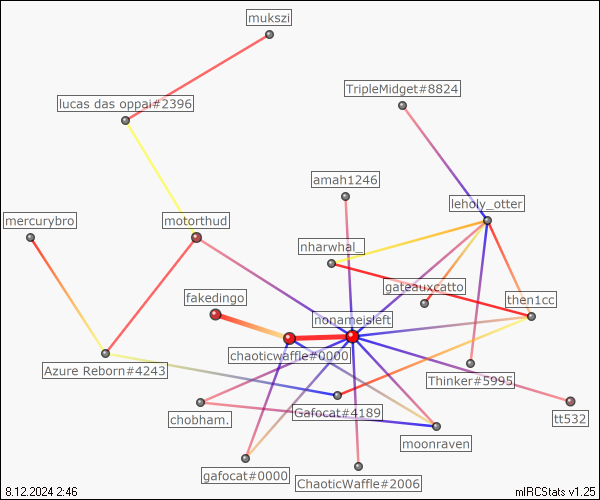 mukszi
TripleMidget#8824
lucas das oppai#2396
amah1246
leholy_otter
mercurybro
motorthud
nharwhal_
gateauxcatto
fakedingo
then1cc
nonameisleft
chaoticwaffle#0000
Azure Reborn#4243
Thinker#5995
chobham.
Gafocat#4189
tt532
moonraven
gafocat#0000
ChaoticWaffle#2006
8.12.2024 2:46
mIRCStats v1.25